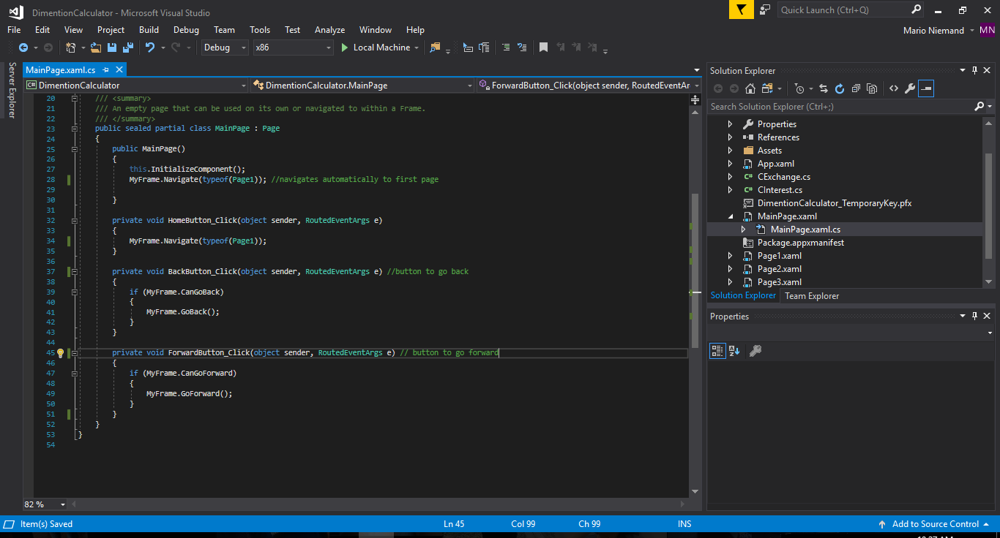 DimentionCalculator - Microsoft Visual Studio
Quick Launch (Ctrl+Q)
File Edit View Project Build Debug Team Tools Test Analyze Window Help
Mario Niemand MN
Debug x86 Local Machine
Server Explorer
MainPage.xaml.cs
C# DimentionCalculator DimentionCalculator.MainPage ForwardButton_Click(object sender, RoutedEventAr
20 /// <summary>
21 /// An empty page that can be used on its own or navigated to within a Frame.
22 /// </summary>
23 public sealed partial class MainPage : Page
24 {
25 public MainPage()
26 {
27 this.InitializeComponent();
28 MyFrame.Navigate(typeof(Page1)); //navigates automatically to first page
29
30 }
31
32 private void HomeButton_Click(object sender, RoutedEventArgs e)
33 {
34 MyFrame.Navigate(typeof(Page1));
35 }
36
37 private void BackButton_Click(object sender, RoutedEventArgs e) //button to go back
38 {
39 if (MyFrame.CanGoBack)
40 {
41 MyFrame.GoBack();
42 }
43 }
44
45 private void ForwardButton_Click(object sender, RoutedEventArgs e) // button to go forward
46 {
47 if (MyFrame.CanGoForward)
48 {
49 MyFrame.GoForward();
50 }
51 }
52 }
53 }
54
82 %
Solution Explorer
Search Solution Explorer (Ctrl+;)
Properties
References
Assets
App.xaml
C# CExchange.cs
C# CInterest.cs
DimentionCalculator_TemporaryKey.pfx
MainPage.xaml
MainPage.xaml.cs
Package.appxmanifest
Page1.xaml
Page2.xaml
Page3.xaml
Solution Explorer Team Explorer
Properties
Item(s) Saved Ln 45 Col 99 Ch 99 INS Add to Source Control